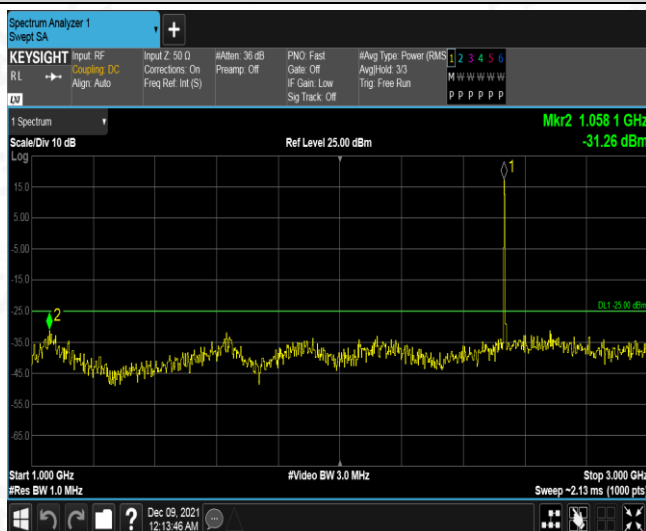 Spectrum Analyzer 1
Swept SA
+
KEYSIGHT
RL
LXI
Input: RF
Coupling: DC
Align: Auto
Input Z: 50 Ω
Corrections: On
Freq Ref: Int (S)
#Atten: 36 dB
Preamp: Off
PNO: Fast
Gate: Off
IF Gain: Low
Sig Track: Off
#Avg Type: Power (RMS
Avg|Hold: 3/3
Trig: Free Run
1 2 3 4 5 6
M W W W W W
P P P P P P
1 Spectrum
Scale/Div 10 dB
Ref Level 25.00 dBm
Mkr2 1.058 1 GHz
-31.26 dBm
Log
15.0
5.00
-5.00
-15.0
-25.0
-35.0
-45.0
-55.0
-65.0
1
2
DL1 -25.00 dBm
Start 1.000 GHz
#Res BW 1.0 MHz
#Video BW 3.0 MHz
Stop 3.000 GHz
Sweep ~2.13 ms (1000 pts)
?
Dec 09, 2021
12:13:46 AM